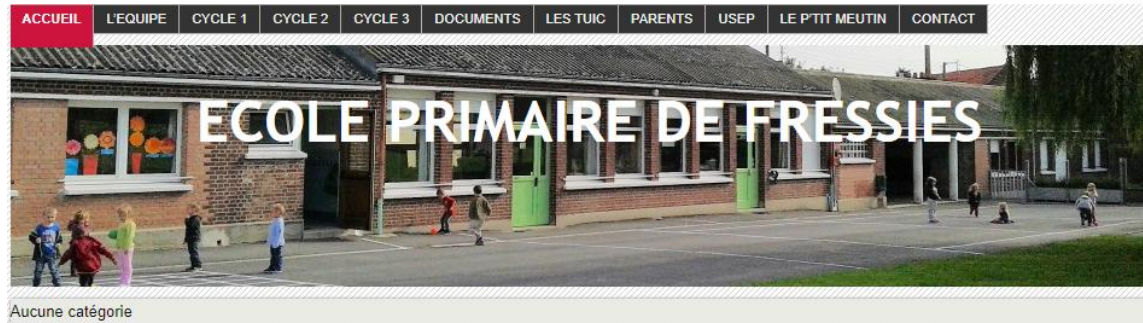 ACCUEIL L'EQUIPE CYCLE 1 CYCLE 2 CYCLE 3 DOCUMENTS LES TUIC PARENTS USEP LE P'TIT MEUTIN CONTACT
ECOLE PRIMAIRE DE FRESSIES
Aucune catégorie